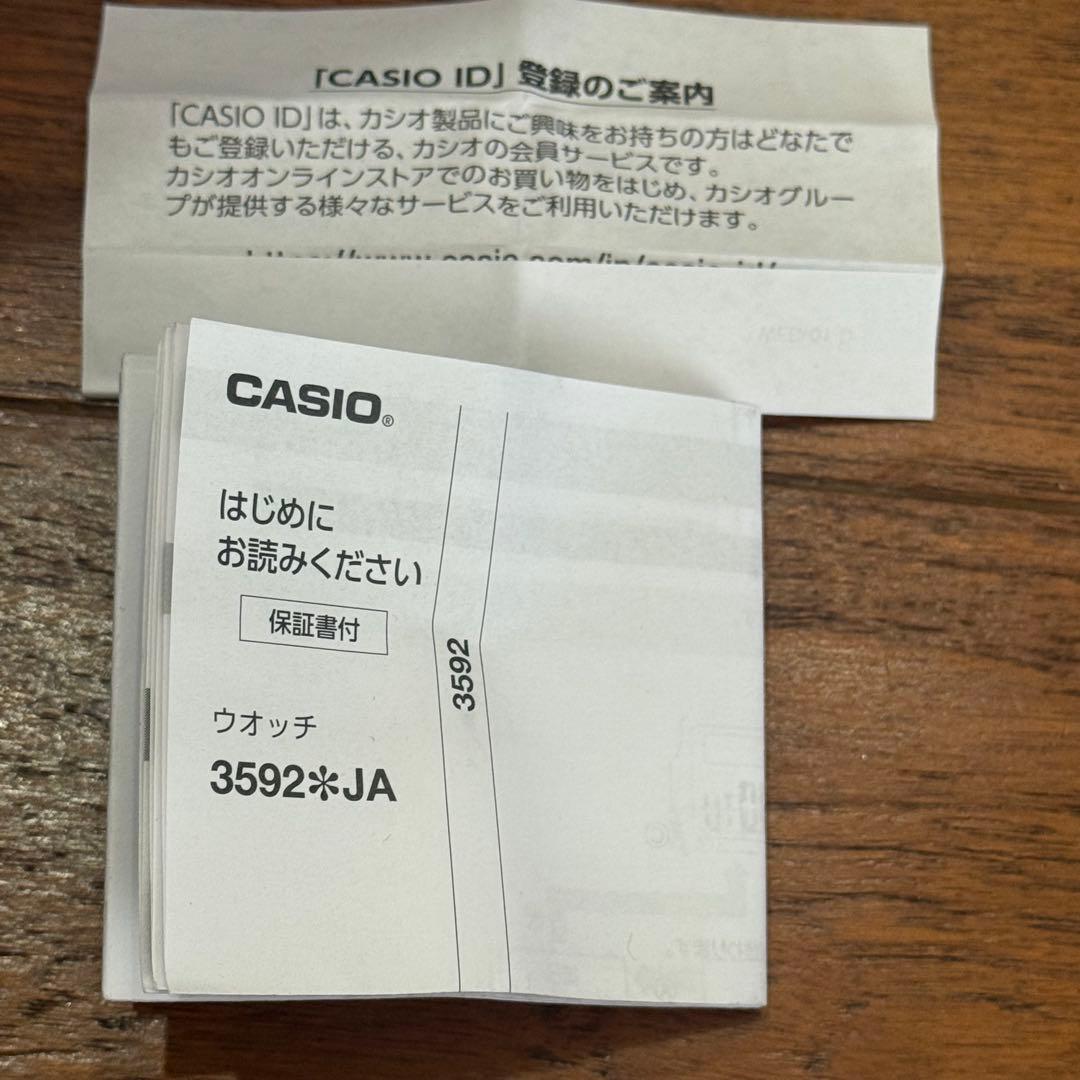 「CASIO ID」登録のご案内
「CASIO ID」は、カシオ製品にご興味をお持ちの方はどなたで
もご登録いただける、カシオの会員サービスです。
カシオオンラインストアでのお買い物をはじめ、カシオグルー
プが提供する様々なサービスをご利用いただけます。
CASIO®
はじめに
お読みください
保証書付
ウオッチ
3592✻JA
3592